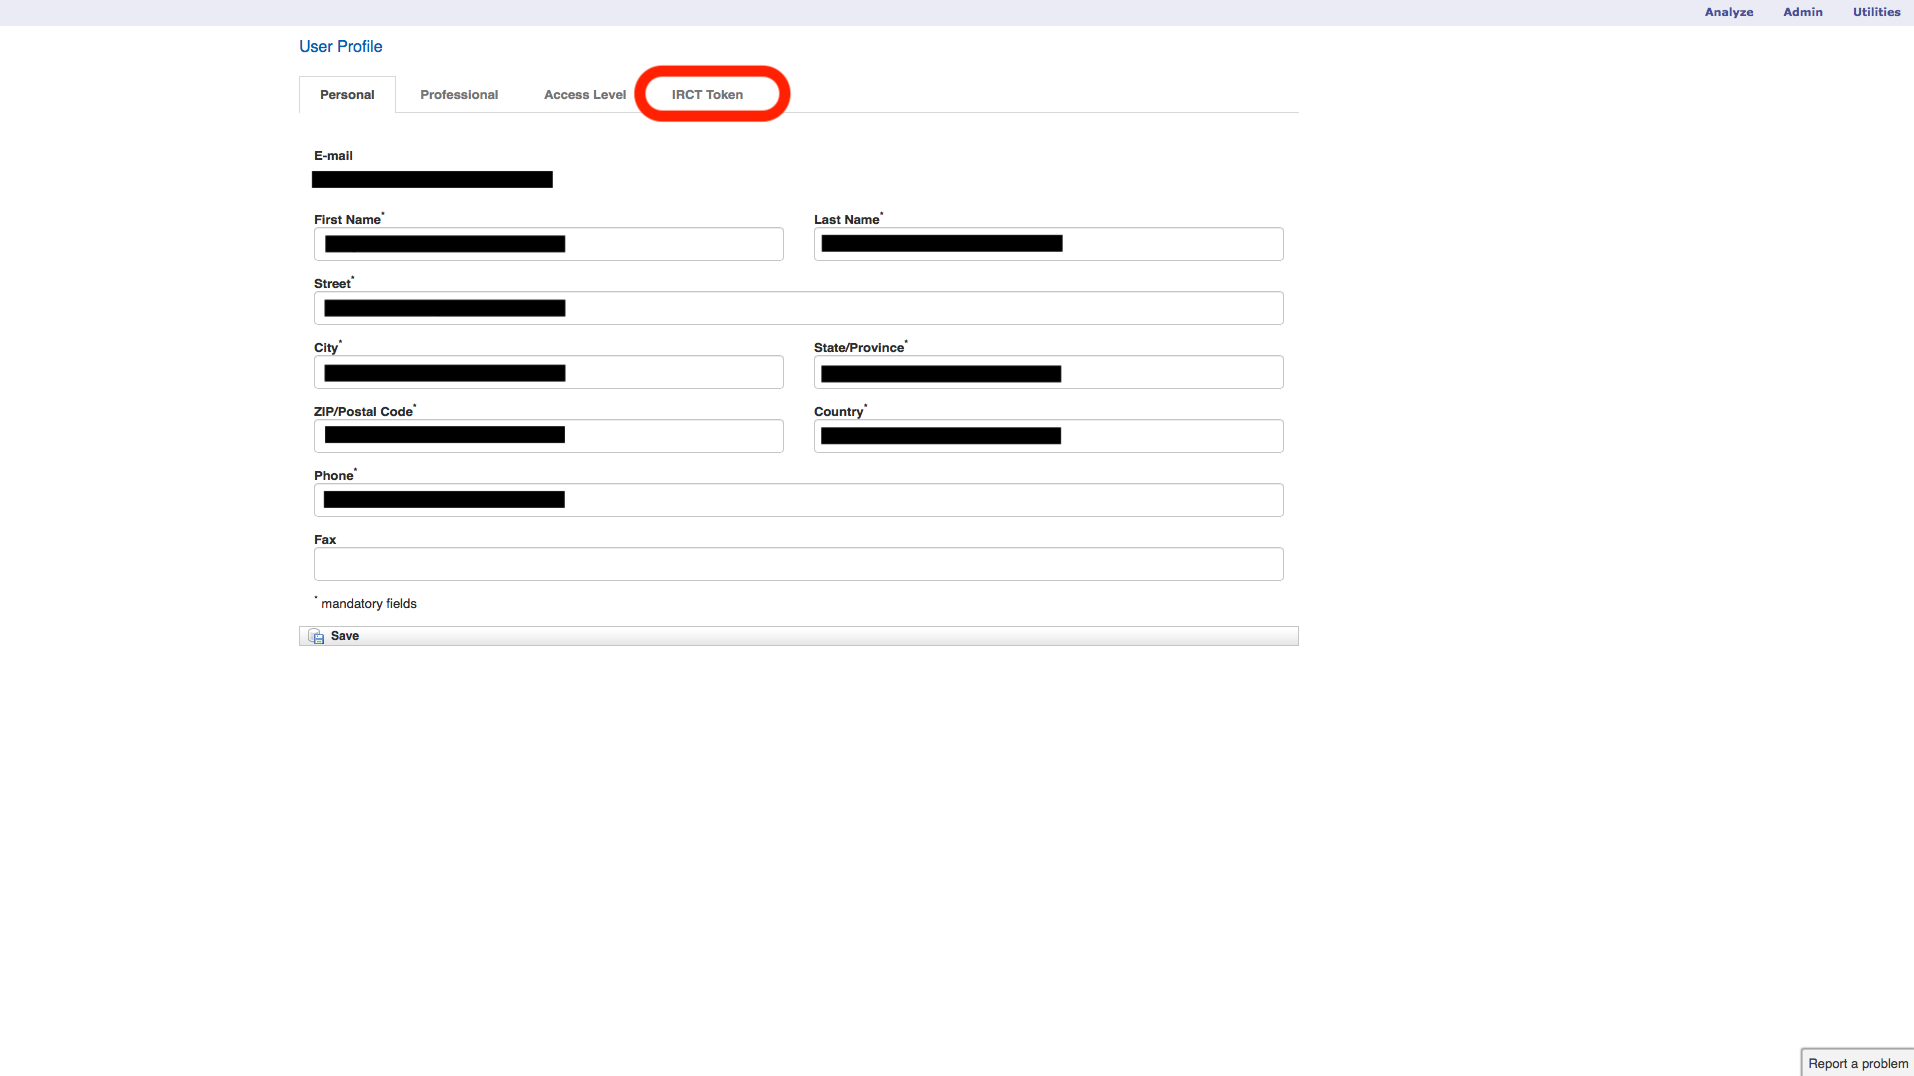 Analyze Admin Utilities
User Profile
Personal Professional Access Level IRCT Token
E-mail
First Name* Last Name*
Street*
City* State/Province*
ZIP/Postal Code* Country*
Phone*
Fax
* mandatory fields
Save
Report a problem